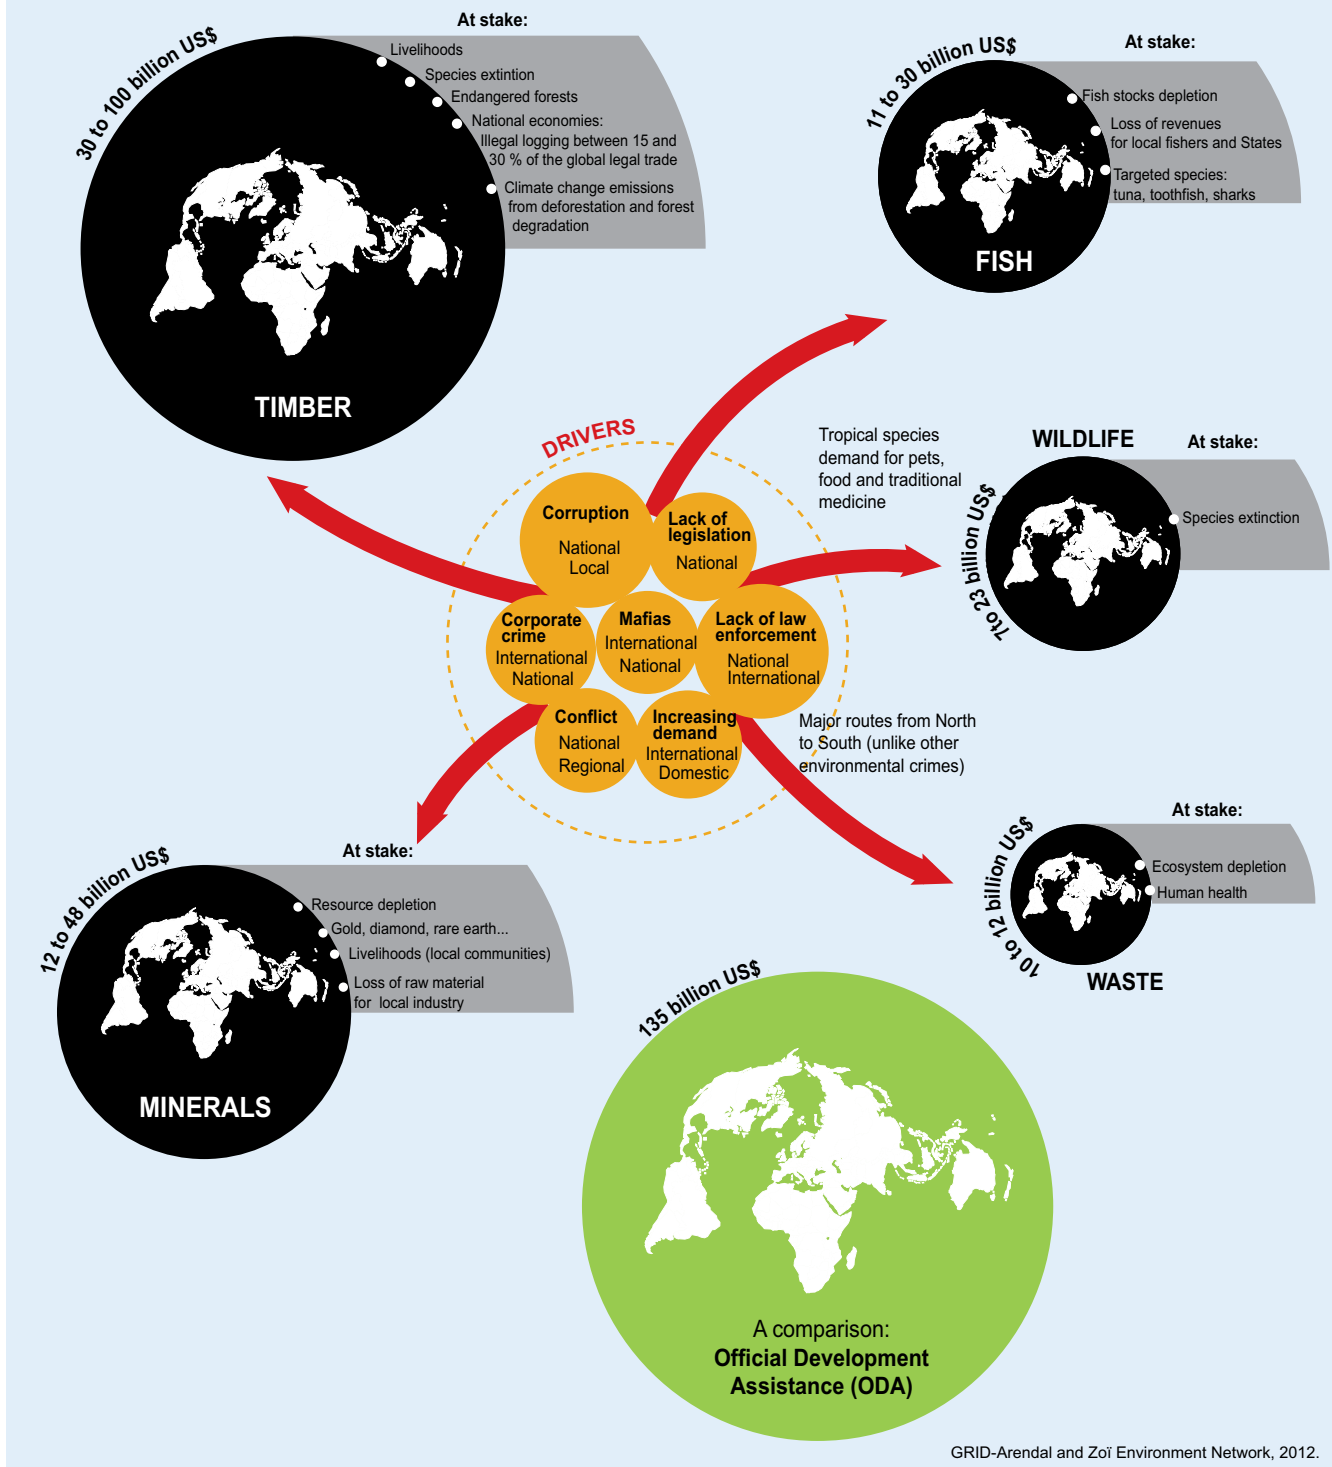 At stake:
30 to 100 billion US$
Livelihoods
Species extintion
Endangered forests
National economies:
Illegal logging between 15 and
30 % of the global legal trade
Climate change emissions
from deforestation and forest
degradation
TIMBER
At stake:
11 to 30 billion US$
Fish stocks depletion
Loss of revenues
for local fishers and States
Targeted species:
tuna, toothfish, sharks
FISH
DRIVERS
Corruption
National
Local
Lack of
legislation
National
Corporate
crime
International
National
Mafias
International
National
Lack of law
enforcement
National
International
Conflict
National
Regional
Increasing
demand
International
Domestic
Tropical species
demand for pets,
food and traditional
medicine
WILDLIFE
At stake:
7to 23 billion US$
Species extinction
Major routes from North
to South (unlike other
environmental crimes)
At stake:
10 to 12 billion US$
Ecosystem depletion
Human health
WASTE
At stake:
12 to 48 billion US$
Resource depletion
Gold, diamond, rare earth...
Livelihoods (local communities)
Loss of raw material
for local industry
MINERALS
135 billion US$
A comparison:
Official Development
Assistance (ODA)
GRID-Arendal and Zoï Environment Network, 2012.